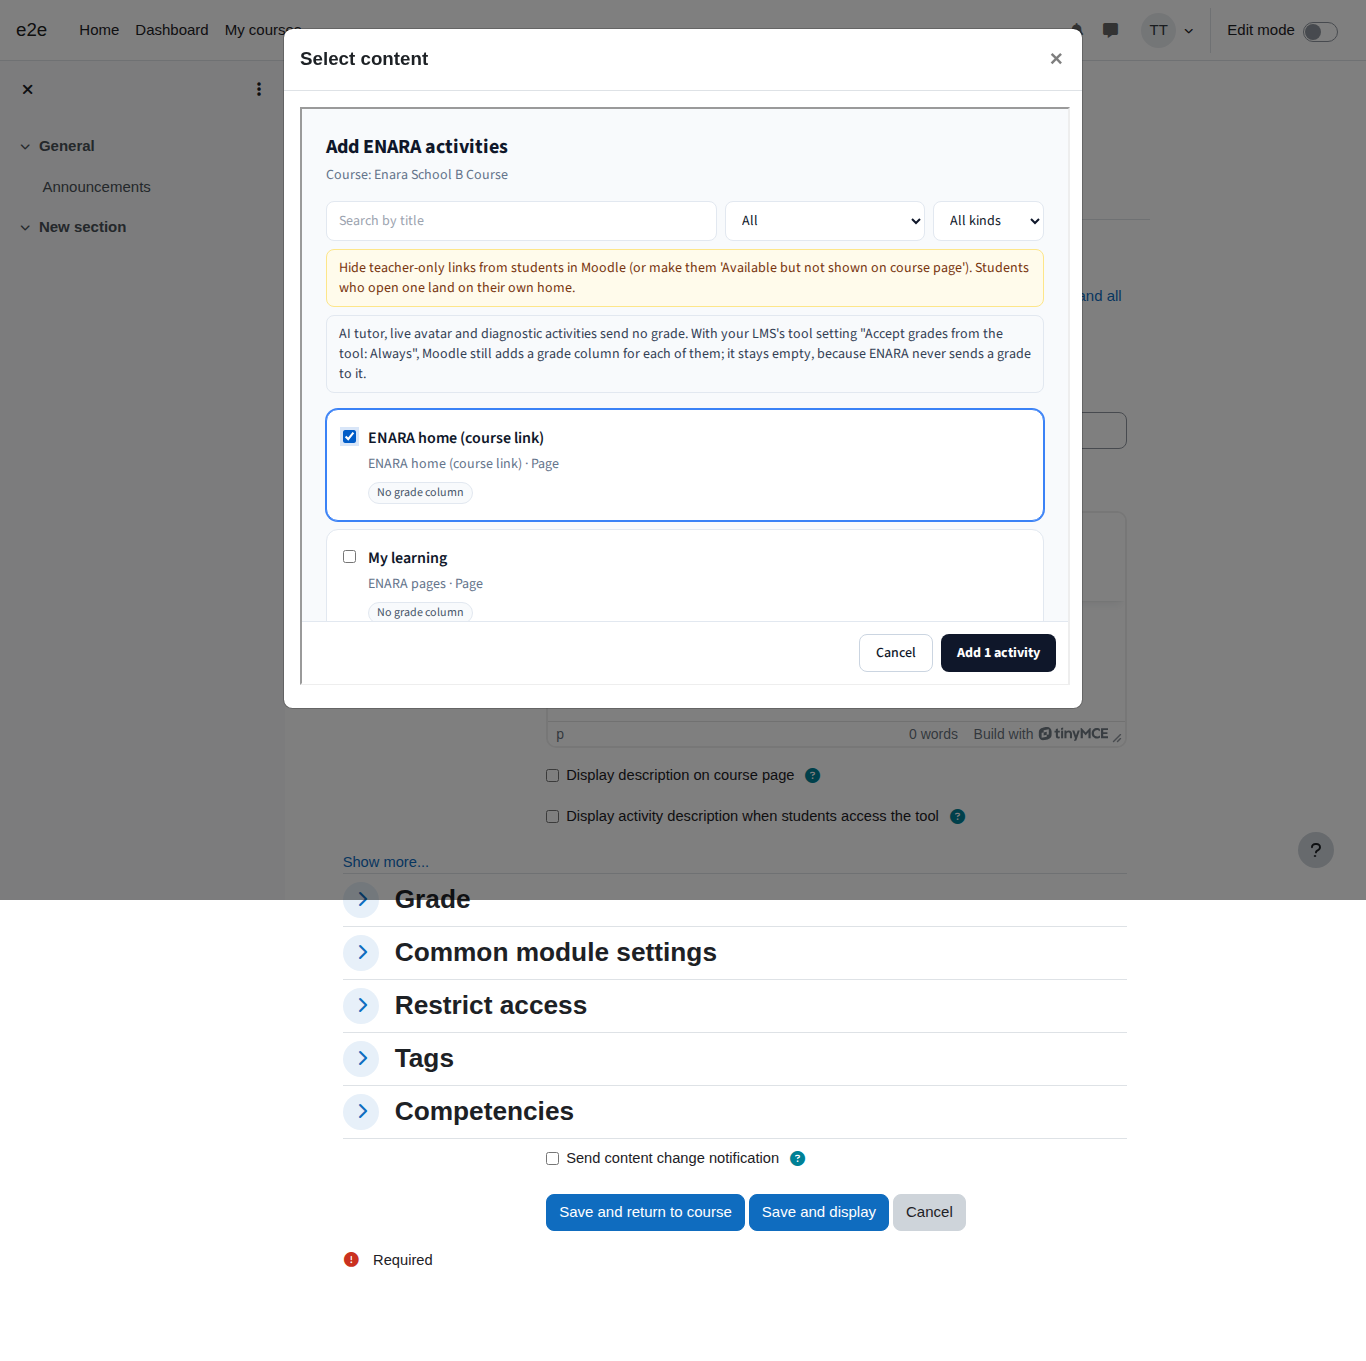 e2e Home Dashboard My courses TT Edit mode
Select content ×
General
Announcements
New section
Add ENARA activities
Course: Enara School B Course
Search by title All All kinds
Hide teacher-only links from students in Moodle (or make them 'Available but not shown on course page'). Students
who open one land on their own home.
and all
AI tutor, live avatar and diagnostic activities send no grade. With your LMS's tool setting "Accept grades from the
tool: Always", Moodle still adds a grade column for each of them; it stays empty, because ENARA never sends a grade
to it.
ENARA home (course link)
ENARA home (course link) · Page
No grade column
My learning
ENARA pages · Page
No grade column
Cancel Add 1 activity
p 0 words Build with tinyMCE
Display description on course page ?
Display activity description when students access the tool ?
?
Show more...
Grade
Common module settings
Restrict access
Tags
Competencies
Send content change notification ?
Save and return to course Save and display Cancel
! Required